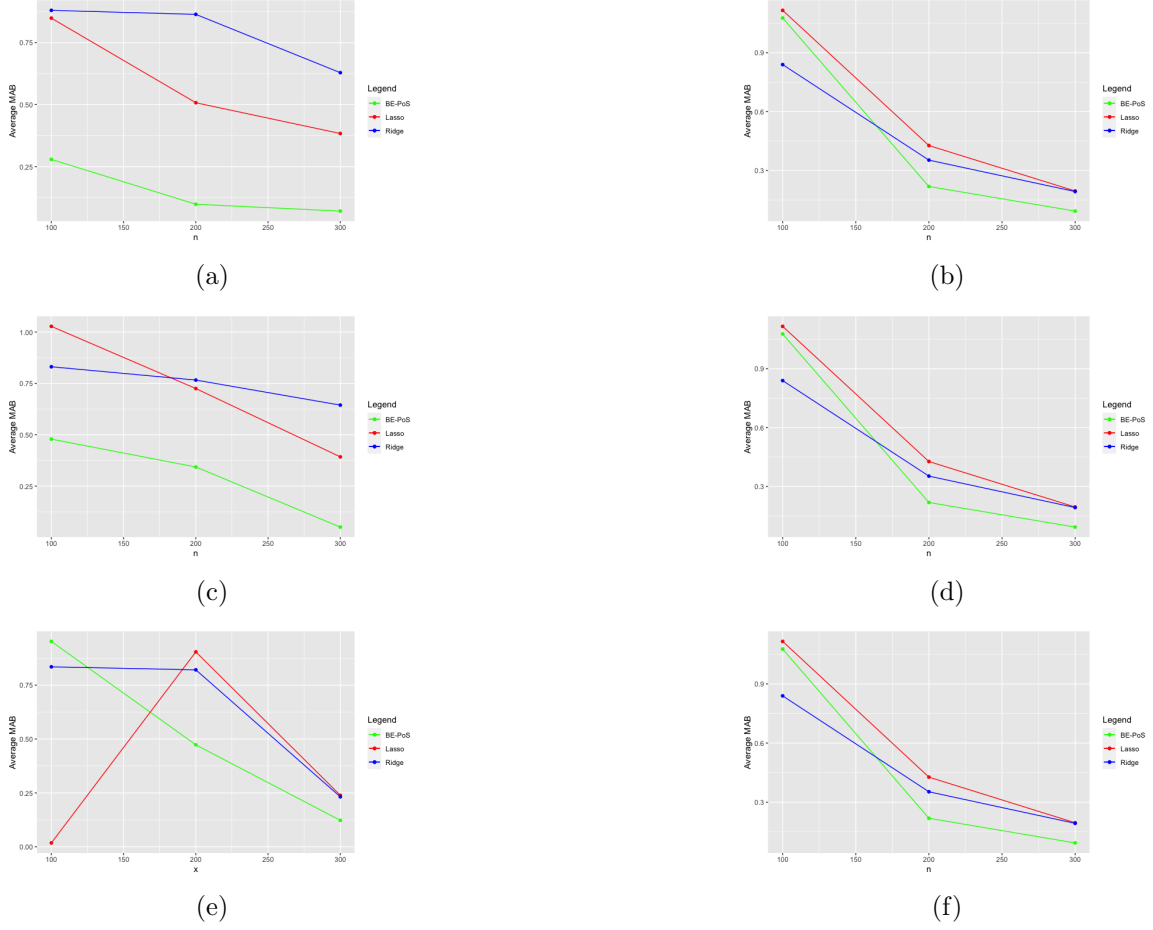 Average MAB
0.75
0.50
0.25
100
150
200
250
300
n
Legend
BE-PoS
Lasso
Ridge
(a)
Average MAB
0.9
0.6
0.3
100
150
200
250
300
n
Legend
BE-PoS
Lasso
Ridge
(b)
Average MAB
1.00
0.75
0.50
0.25
100
150
200
250
300
n
Legend
BE-PoS
Lasso
Ridge
(c)
Average MAB
0.9
0.6
0.3
100
150
200
250
300
n
Legend
BE-PoS
Lasso
Ridge
(d)
Average MAB
0.75
0.50
0.25
0.00
100
150
200
250
300
x
Legend
BE-PoS
Lasso
Ridge
(e)
Average MAB
0.9
0.6
0.3
100
150
200
250
300
n
Legend
BE-PoS
Lasso
Ridge
(f)